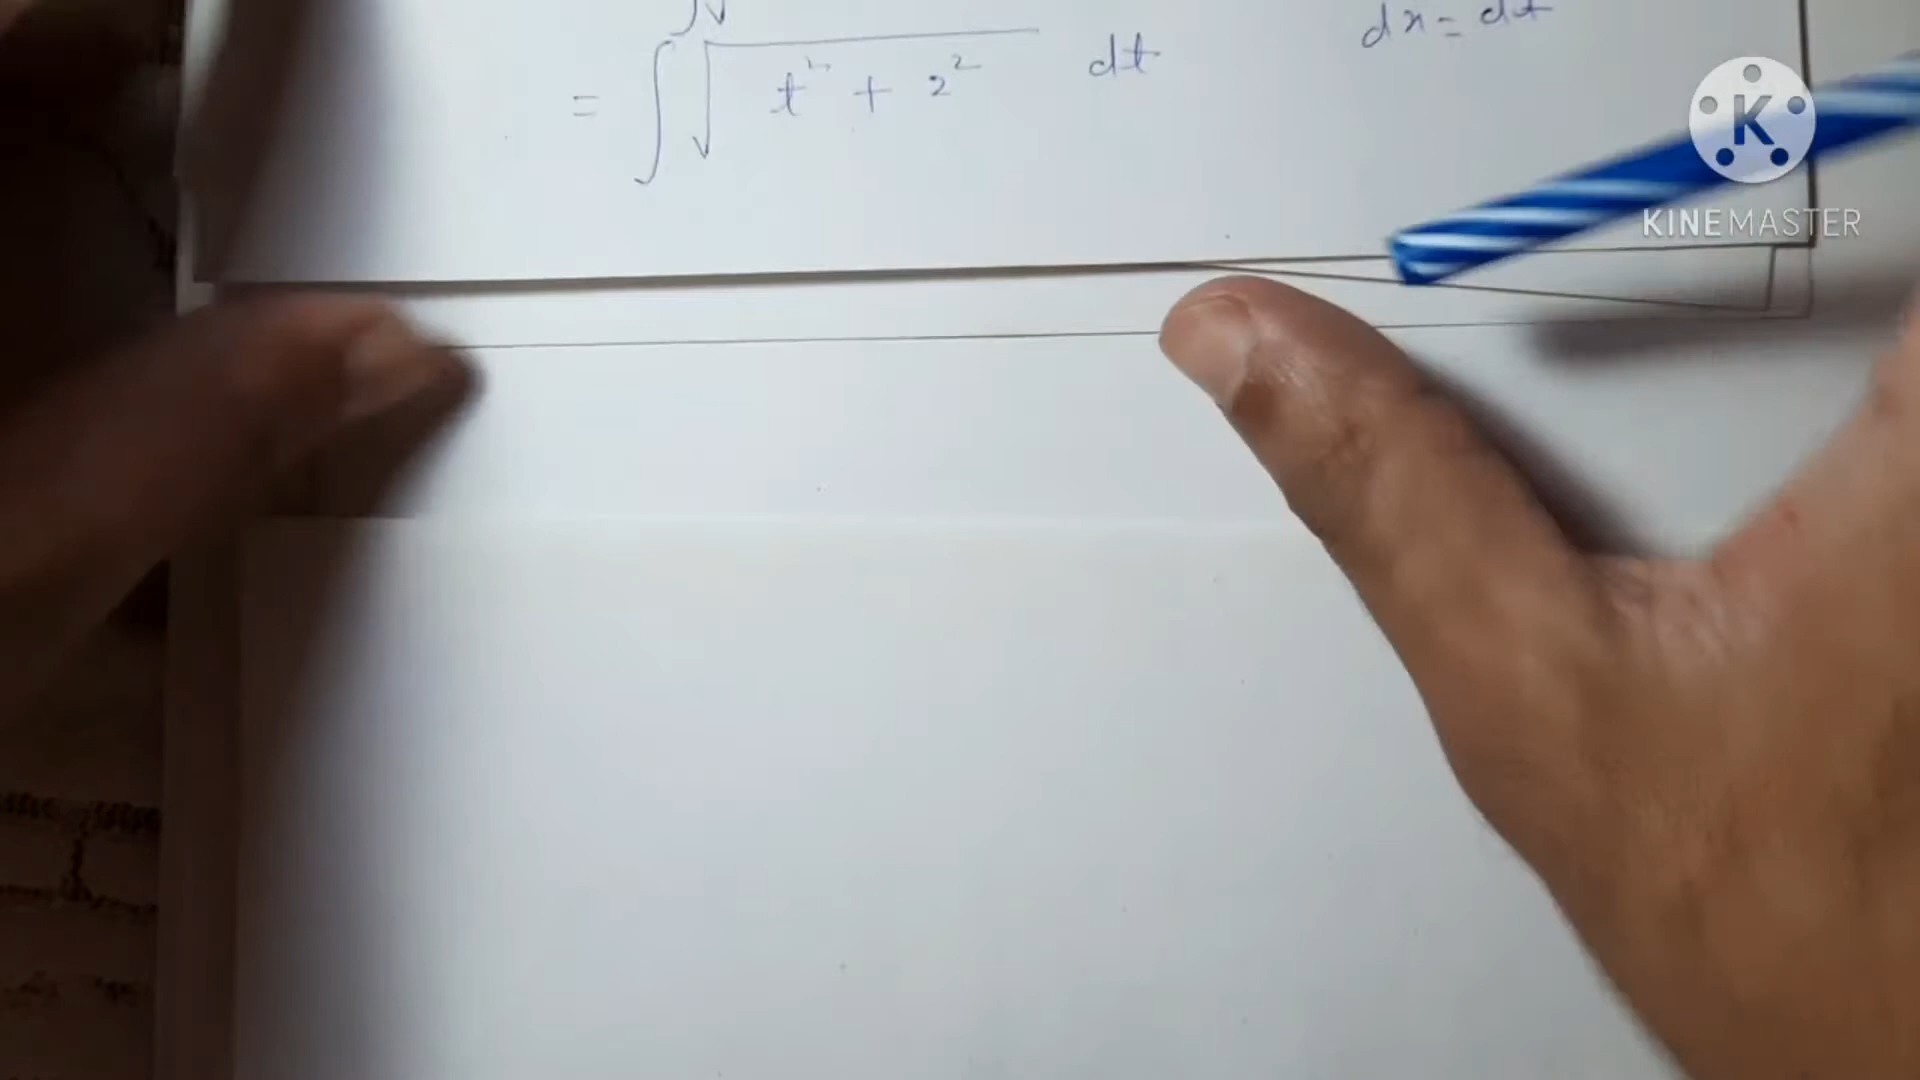 dx = dt
= ∫ √ t² + 2² dt
K
KINEMASTER